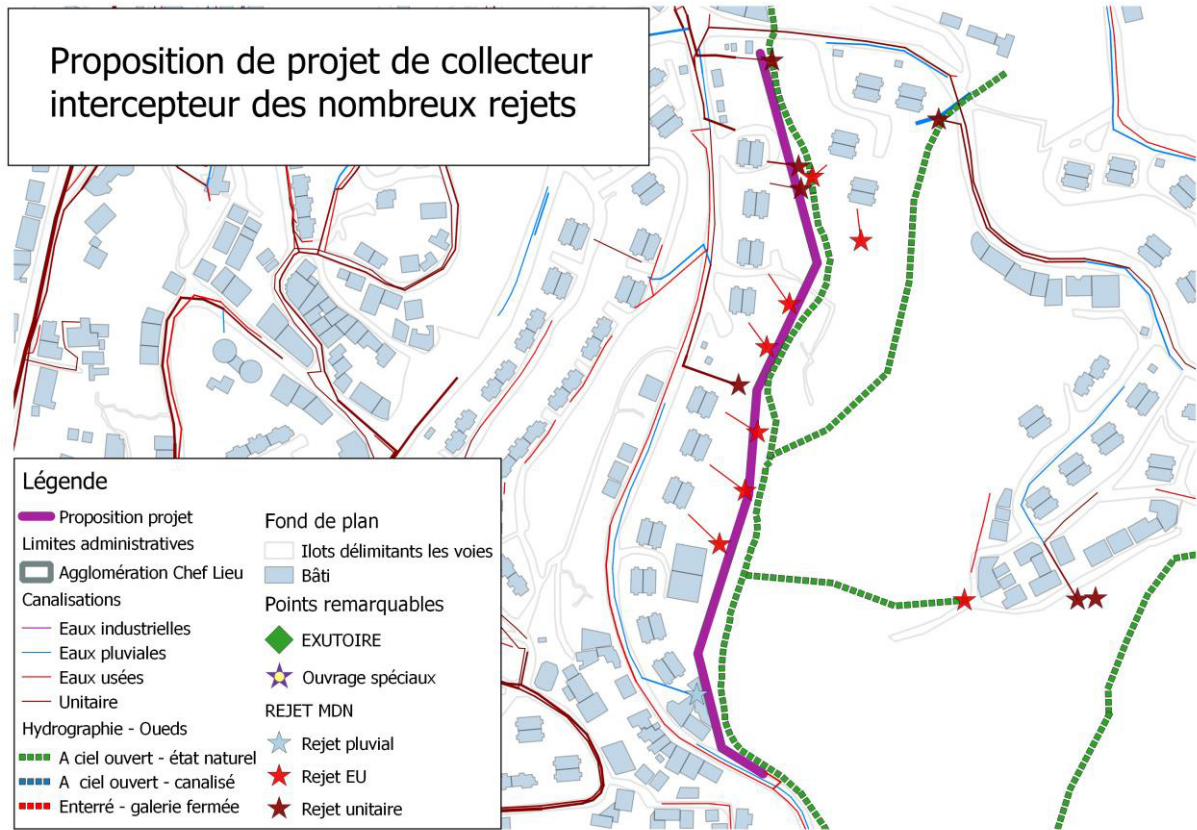 Proposition de projet de collecteur
intercepteur des nombreux rejets
Légende
Proposition projet
Limites administratives
Agglomération Chef Lieu
Canalisations
Eaux industrielles
Eaux pluviales
Eaux usées
Unitaire
Hydrographie - Oueds
A ciel ouvert - état naturel
A ciel ouvert - canalisé
Enterré - galerie fermée
Fond de plan
Ilots délimitants les voies
Bâti
Points remarquables
EXUTOIRE
Ouvrage spéciaux
REJET MDN
Rejet pluvial
Rejet EU
Rejet unitaire